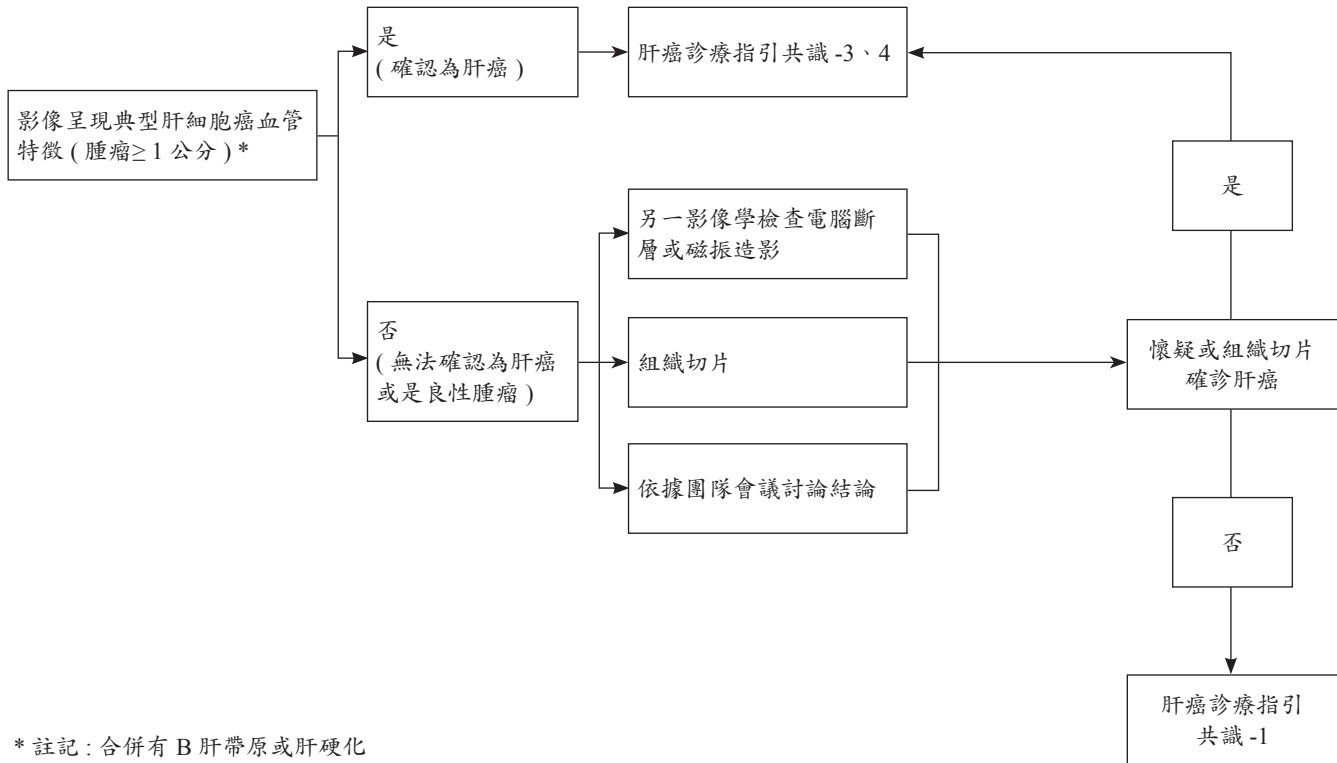 是
( 確認為肝癌 )
肝癌診療指引共識 -3、4
影像呈現典型肝細胞癌血管
特徵 ( 腫瘤≥ 1 公分 ) *
是
另一影像學檢查電腦斷
層或磁振造影
否
( 無法確認為肝癌
或是良性腫瘤 )
組織切片
懷疑或組織切片
確診肝癌
依據團隊會議討論結論
否
肝癌診療指引
共識 -1
* 註記 : 合併有 B 肝帶原或肝硬化